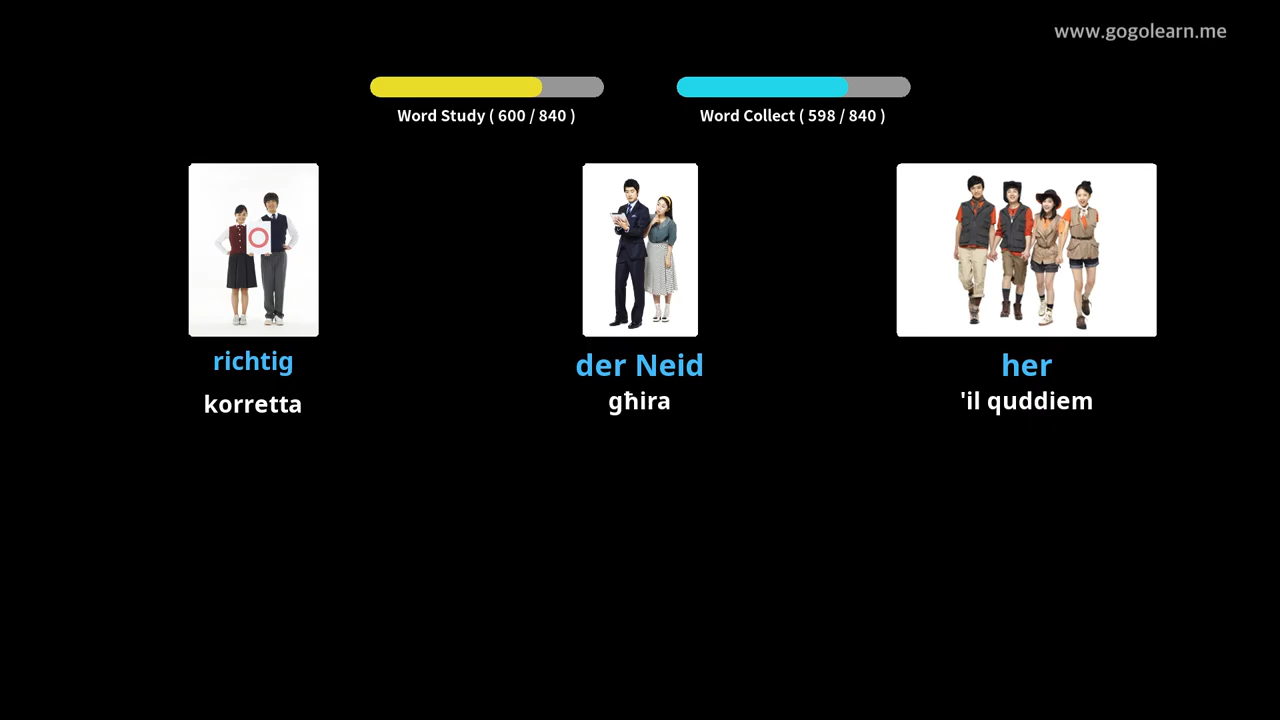 www.gogolearn.me
Word Study ( 600 / 840 )
Word Collect ( 598 / 840 )
richtig
korretta
der Neid
għira
her
'il quddiem